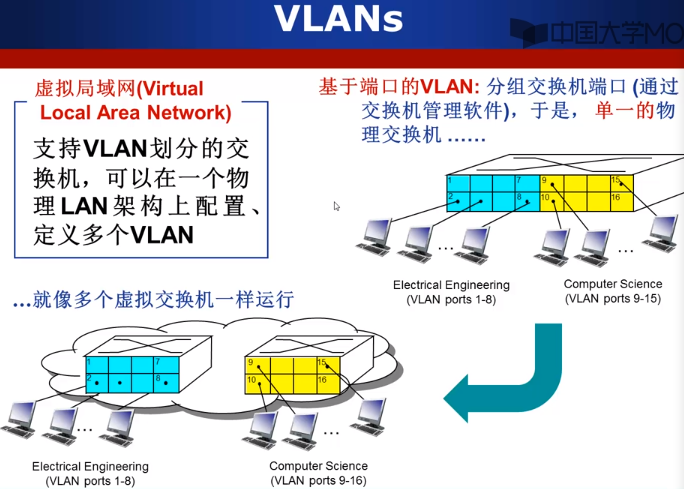 VLANs
中国大学MO
虚拟局域网(Virtual
Local Area Network)
支持VLAN划分的交
换机，可以在一个物
理LAN架构上配置、
定义多个VLAN
基于端口的VLAN: 分组交换机端口 (通过
交换机管理软件)，于是， 单一的物
理交换机 ……
1 7 9 15
2 8 10 16
…
…
Electrical Engineering
(VLAN ports 1-8)
Computer Science
(VLAN ports 9-15)
…就像多个虚拟交换机一样运行
1 7
2 8
9 15
10 16
…
…
Electrical Engineering
(VLAN ports 1-8)
Computer Science
(VLAN ports 9-16)